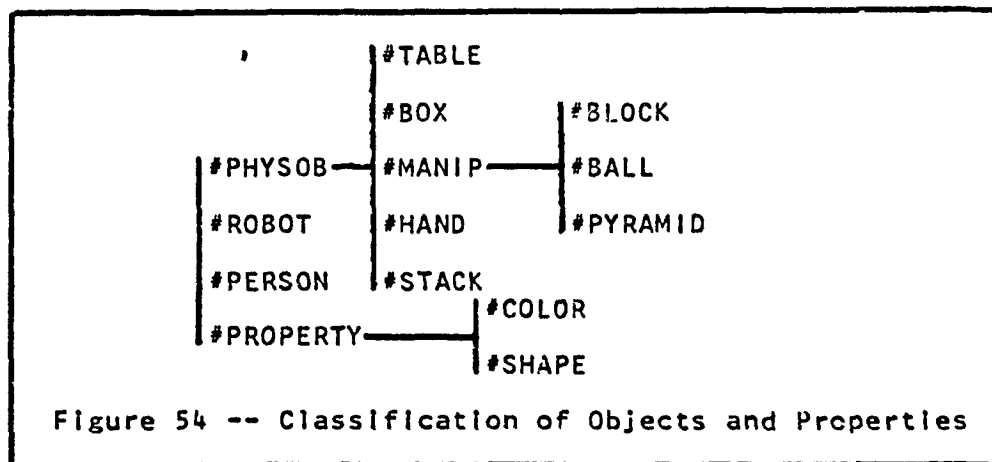 #TABLE
#BOX #BLOCK
#PHYSOB #MANIP #BALL
#ROBOT #HAND #PYRAMID
#PERSON #STACK
#COLOR
#PROPERTY
#SHAPE
Figure 54 -- Classification of Objects and Properties